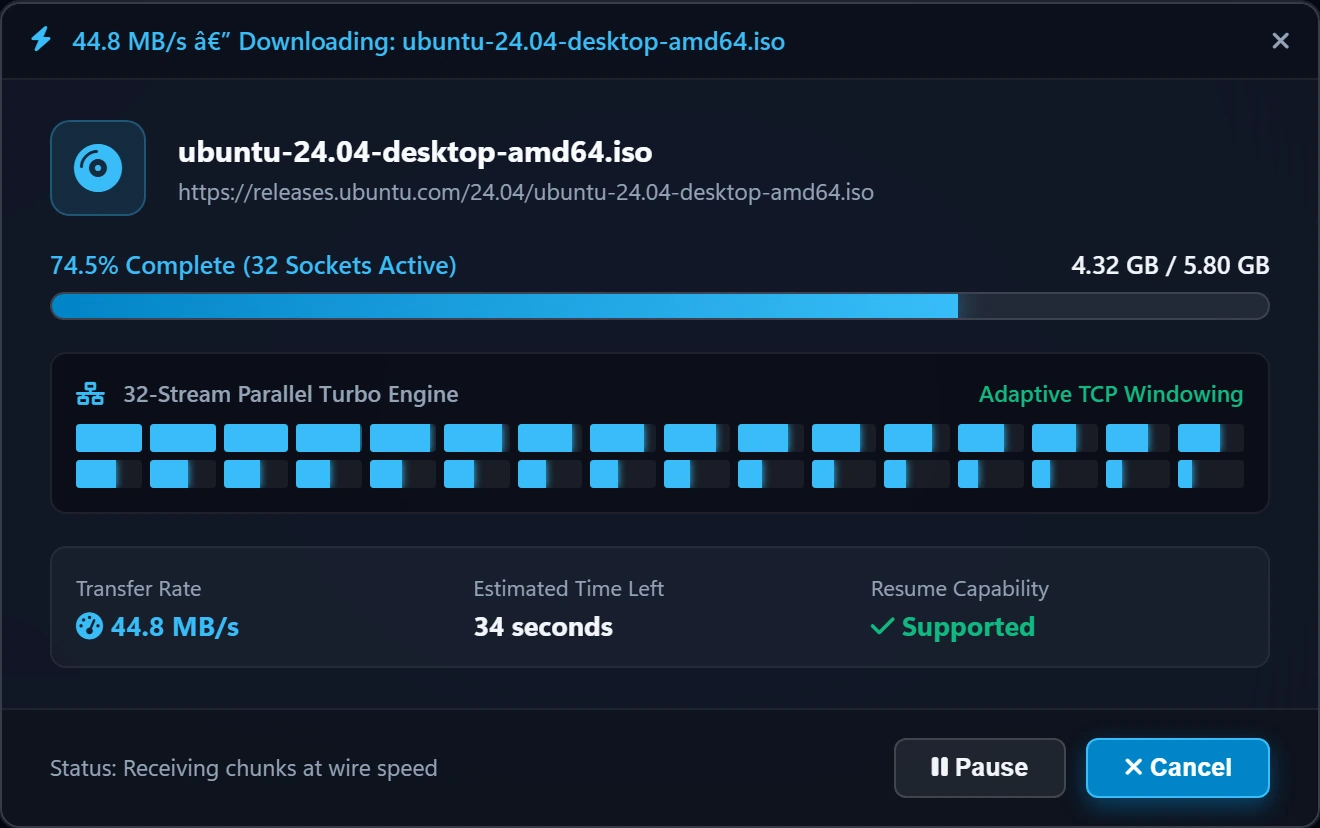 44.8 MB/s â€” Downloading: ubuntu-24.04-desktop-amd64.iso
ubuntu-24.04-desktop-amd64.iso
https://releases.ubuntu.com/24.04/ubuntu-24.04-desktop-amd64.iso
74.5% Complete (32 Sockets Active) 4.32 GB / 5.80 GB
32-Stream Parallel Turbo Engine Adaptive TCP Windowing
Transfer Rate Estimated Time Left Resume Capability
44.8 MB/s 34 seconds Supported
Status: Receiving chunks at wire speed Pause Cancel